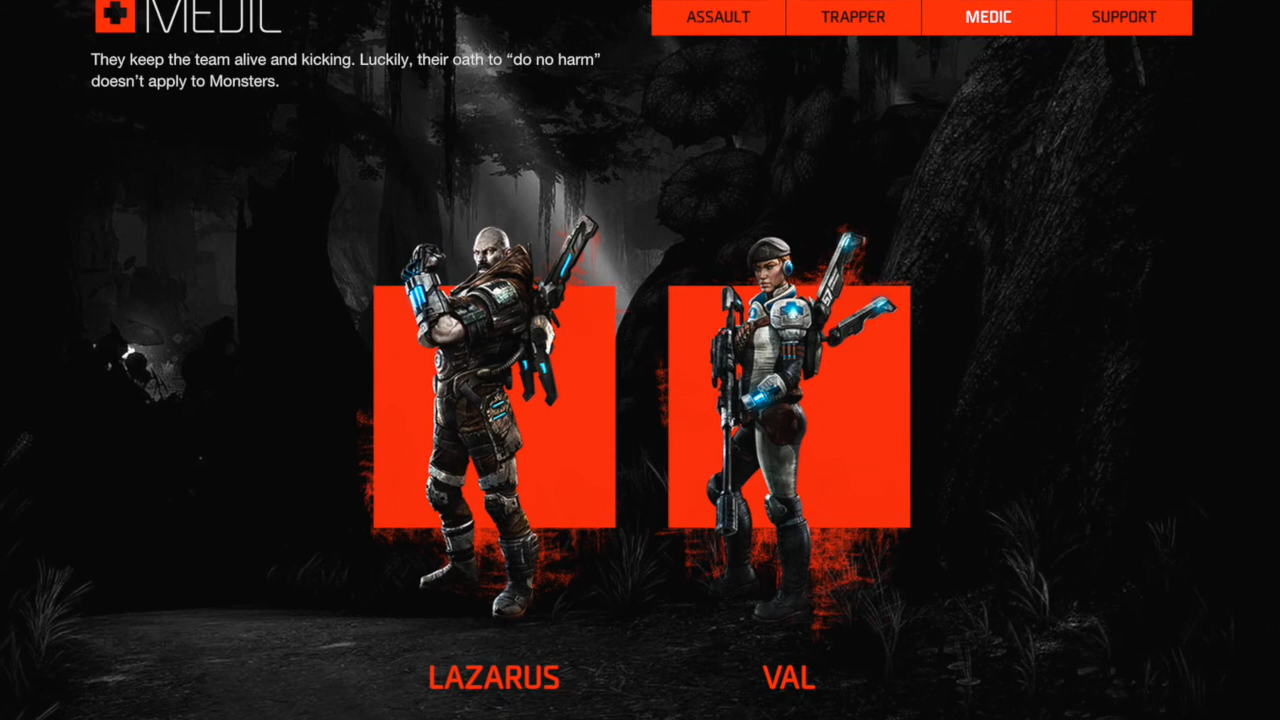 MEDIC
ASSAULT
TRAPPER
MEDIC
SUPPORT
They keep the team alive and kicking. Luckily, their oath to “do no harm”
doesn’t apply to Monsters.
LAZARUS
VAL